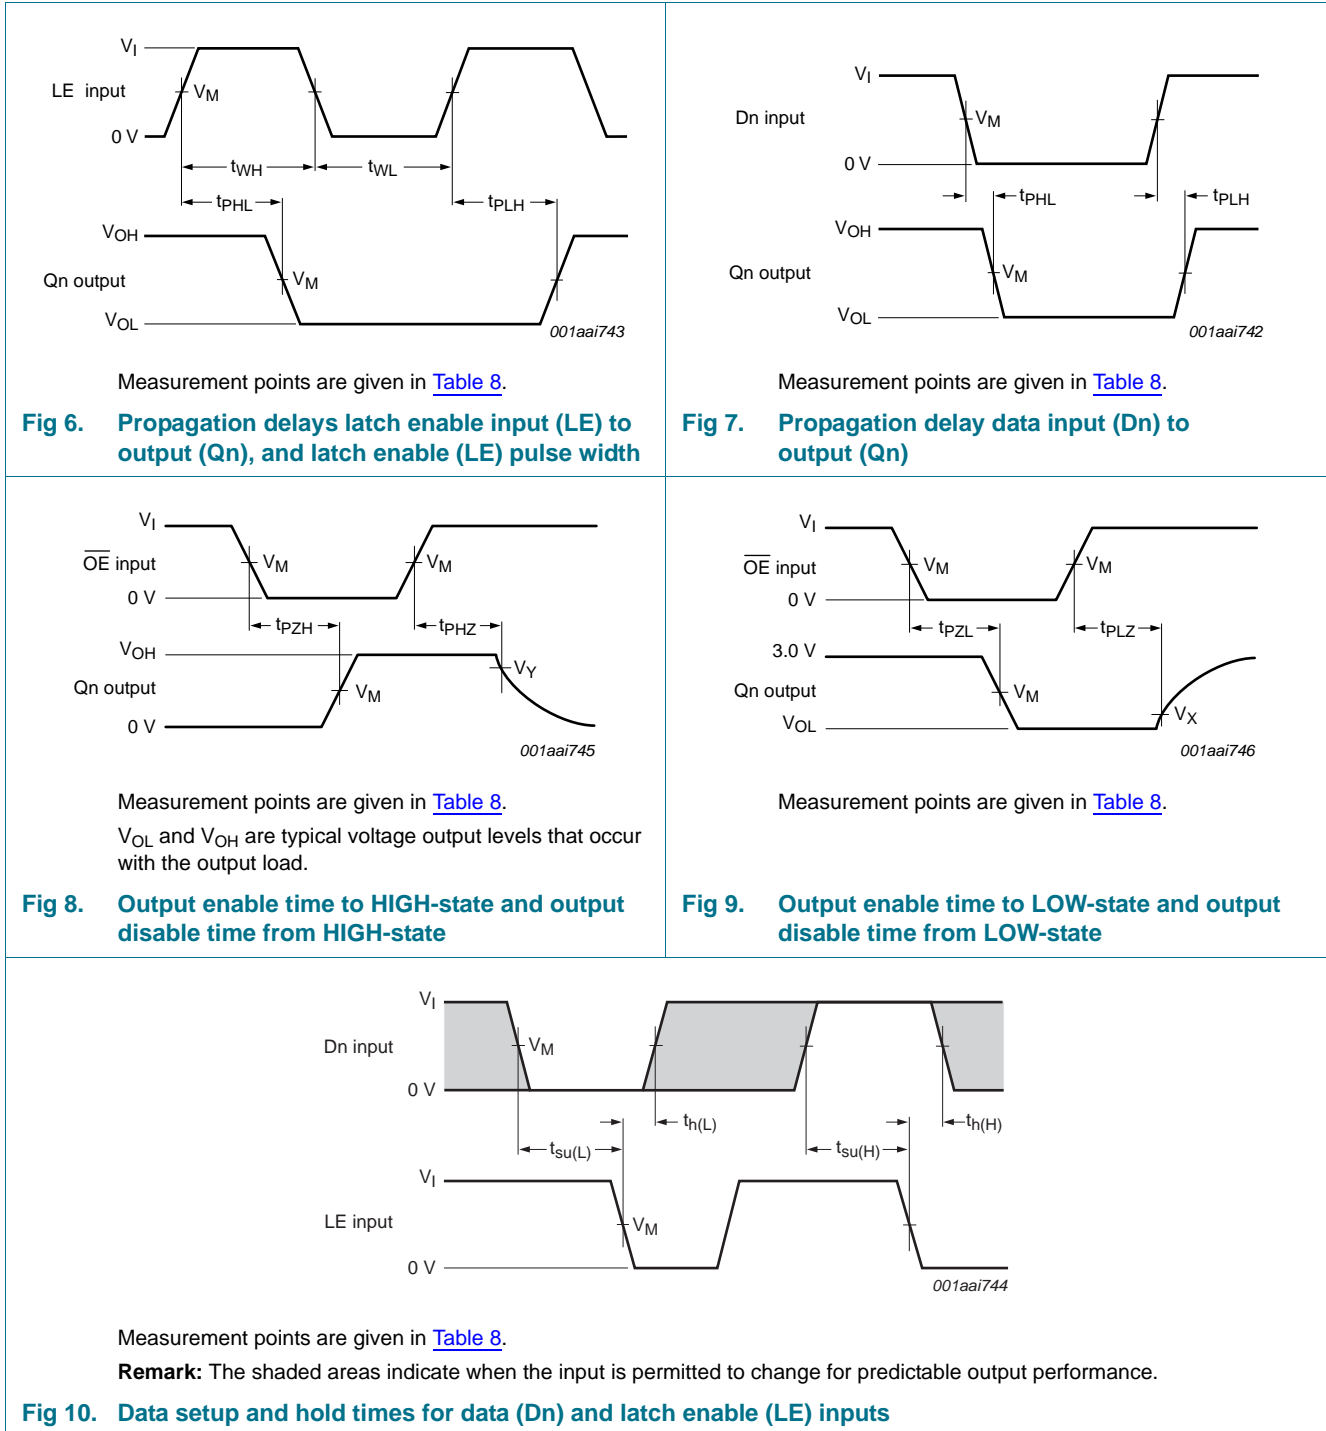 VI
LE input
VM
0 V
tWH
tWL
tPHL
tPLH
VOH
Qn output
VM
VOL
001aai743
Measurement points are given in Table 8.
Fig 6. Propagation delays latch enable input (LE) to
output (Qn), and latch enable (LE) pulse width
VI
Dn input
VM
0 V
tPHL
tPLH
VOH
Qn output
VM
VOL
001aai742
Measurement points are given in Table 8.
Fig 7. Propagation delay data input (Dn) to
output (Qn)
VI
OE input
VM
VM
0 V
tPZH
tPHZ
VOH
VY
Qn output
VM
0 V
001aai745
Measurement points are given in Table 8.
VOL and VOH are typical voltage output levels that occur
with the output load.
Fig 8. Output enable time to HIGH-state and output
disable time from HIGH-state
VI
OE input
VM
VM
0 V
tPZL
tPLZ
3.0 V
Qn output
VM
VX
VOL
001aai746
Measurement points are given in Table 8.
Fig 9. Output enable time to LOW-state and output
disable time from LOW-state
VI
Dn input
VM
0 V
th(L)
th(H)
tsu(L)
tsu(H)
VI
LE input
VM
0 V
001aai744
Measurement points are given in Table 8.
Remark: The shaded areas indicate when the input is permitted to change for predictable output performance.
Fig 10. Data setup and hold times for data (Dn) and latch enable (LE) inputs